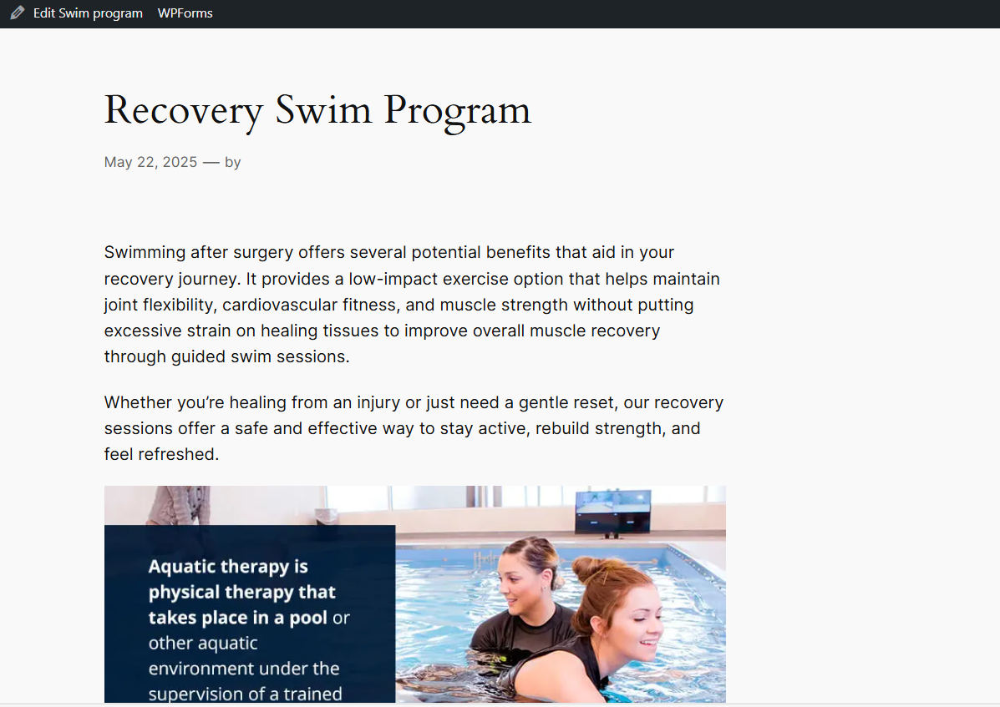 Edit Swim program WPForms
Recovery Swim Program
May 22, 2025 — by
Swimming after surgery offers several potential benefits that aid in your
recovery journey. It provides a low-impact exercise option that helps maintain
joint flexibility, cardiovascular fitness, and muscle strength without putting
excessive strain on healing tissues to improve overall muscle recovery
through guided swim sessions.
Whether you’re healing from an injury or just need a gentle reset, our recovery
sessions offer a safe and effective way to stay active, rebuild strength, and
feel refreshed.
Aquatic therapy is
physical therapy that
takes place in a pool or
other aquatic
environment under the
supervision of a trained